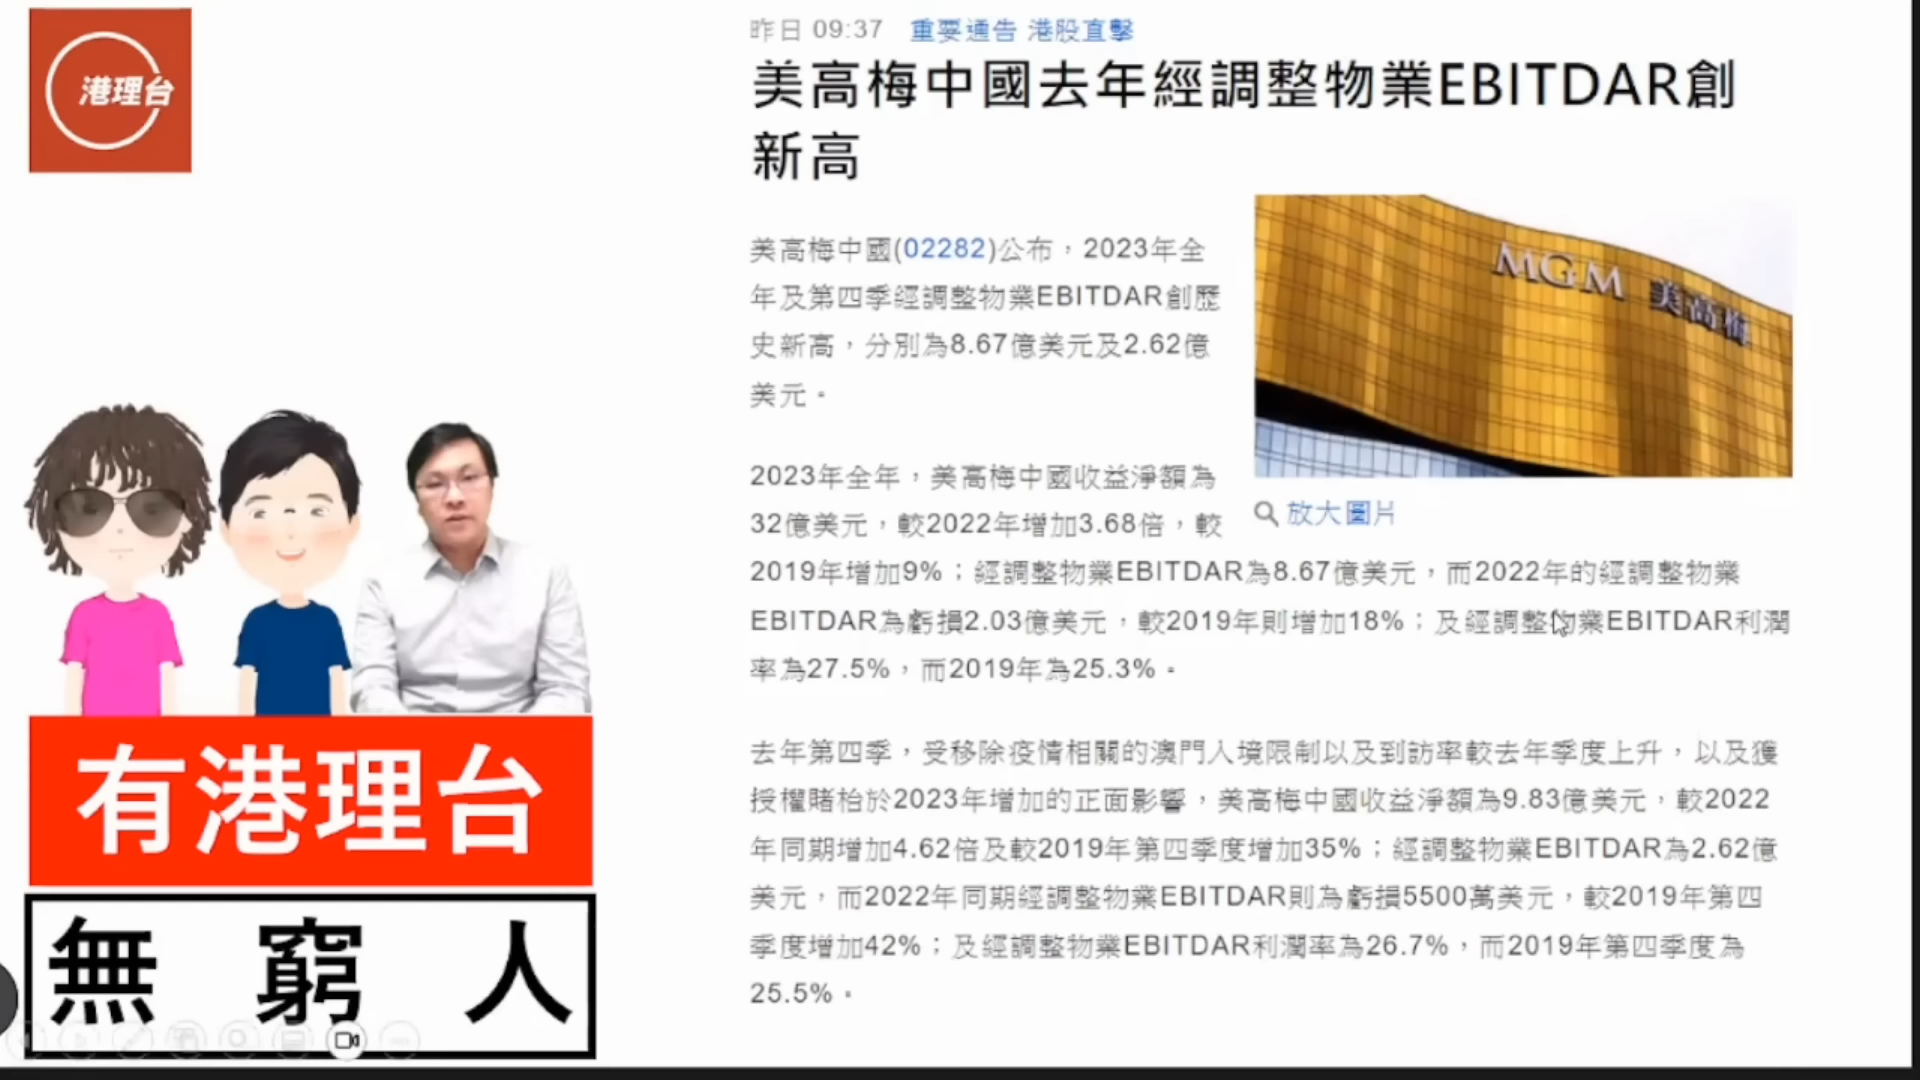 港理台
昨日 09:37 重要通告 港股直擊
美高梅中國去年經調整物業EBITDAR創
新高
美高梅中國(02282)公布，2023年全
年及第四季經調整物業EBITDAR創歷
史新高，分別為8.67億美元及2.62億
美元。
MGM 美高梅
放大圖片
2023年全年，美高梅中國收益淨額為
32億美元，較2022年增加3.68倍，較
2019年增加9%；經調整物業EBITDAR為8.67億美元，而2022年的經調整物業
EBITDAR為虧損2.03億美元，較2019年則增加18%；及經調整物業EBITDAR利潤
率為27.5%，而2019年為25.3%。
去年第四季，受移除疫情相關的澳門入境限制以及到訪率較去年季度上升，以及獲
授權賭枱於2023年增加的正面影響，美高梅中國收益淨額為9.83億美元，較2022
年同期增加4.62倍及較2019年第四季度增加35%；經調整物業EBITDAR為2.62億
美元，而2022年同期經調整物業EBITDAR則為虧損5500萬美元，較2019年第四
季度增加42%；及經調整物業EBITDAR利潤率為26.7%，而2019年第四季度為
25.5%。
有港理台
無窮人